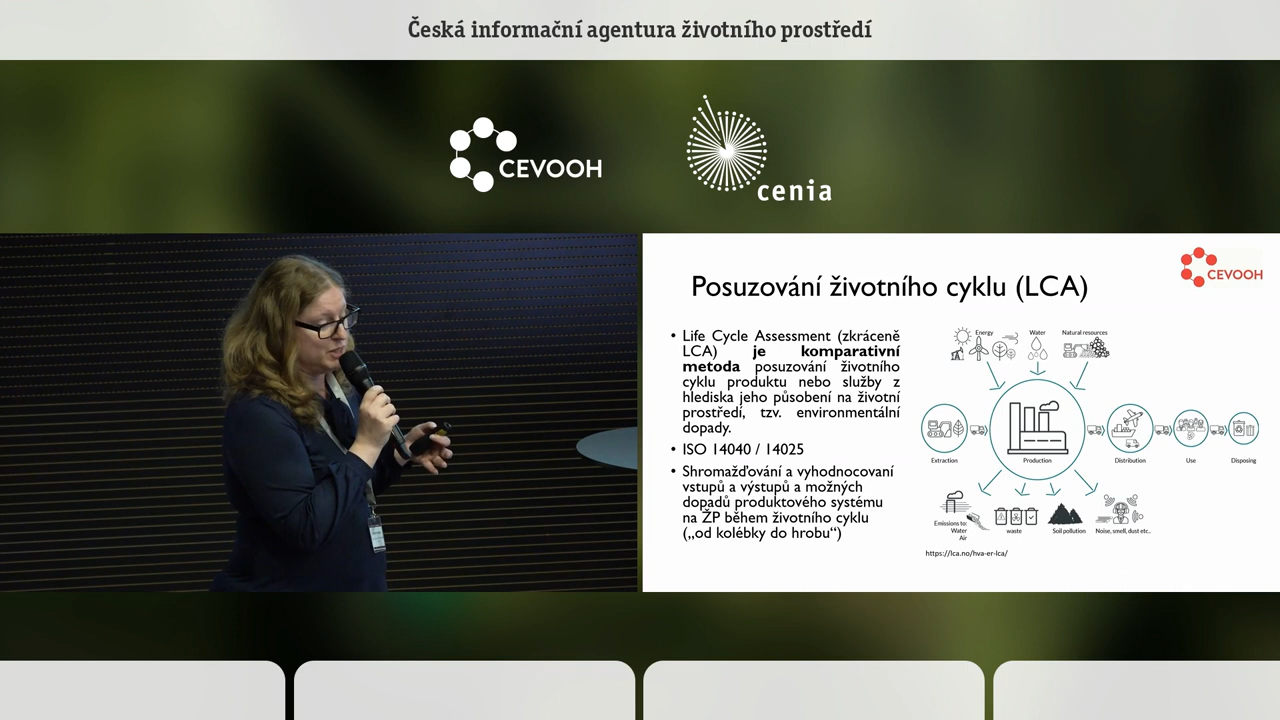 Česká informační agentura životního prostředí
CEVOOH
cenia
CEVOOH
Posuzování životního cyklu (LCA)
• Life Cycle Assessment (zkráceně
LCA) je komparativní
metoda posuzování životního
cyklu produktu nebo služby z
hlediska jeho působení na životní
prostředí, tzv. environmentální
dopady.
• ISO 14040 / 14025
• Shromažďování a vyhodnocovaní
vstupů a výstupů a možných
dopadů produktového systému
na ŽP během životního cyklu
(„od kolébky do hrobu“)
Energy
Water
Natural resources
Extraction
Production
Distribution
Use
Disposing
Emissions to:
Water
Air
waste
Soil pollution
Noise, smell, dust etc..
https://lca.no/hva-er-lca/